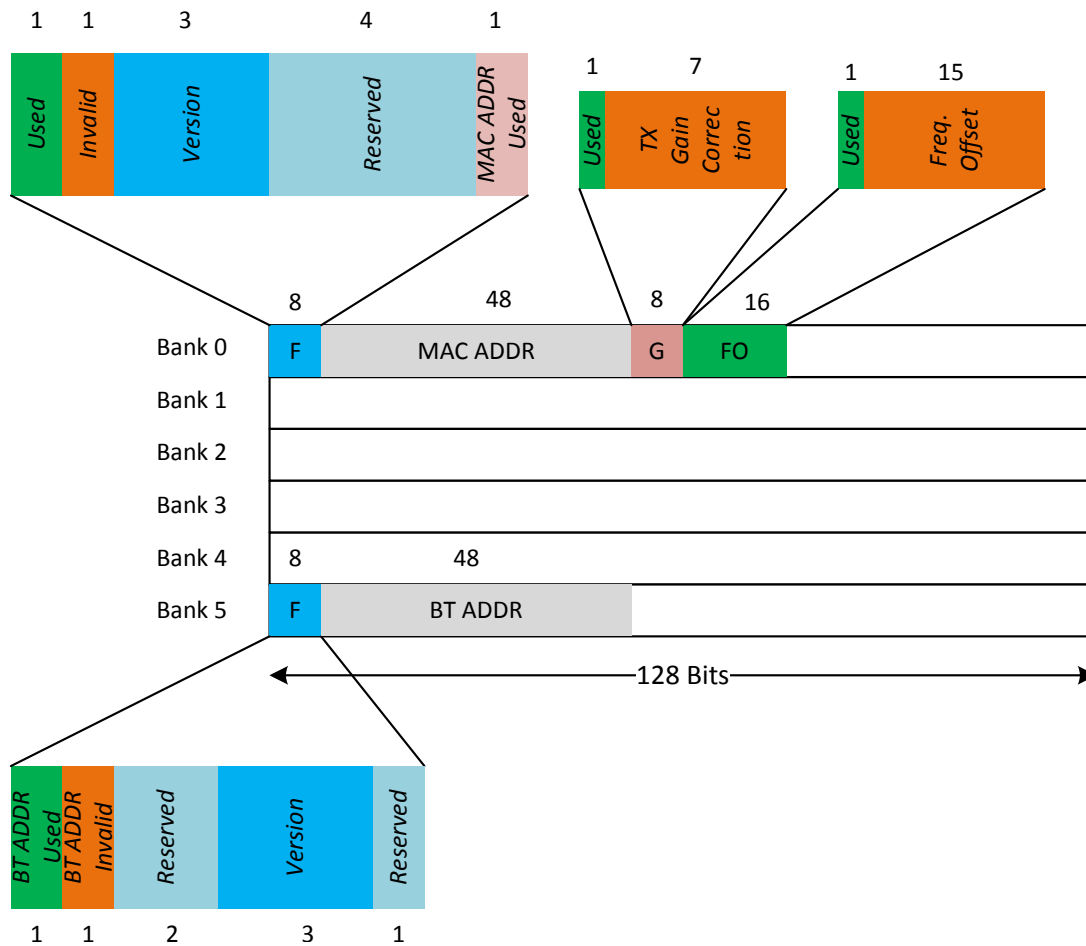 1 1 3 4 1
Used
Invalid
Version
Reserved
MAC ADDR
Used
1 7
Used
TX
Gain
Correc
tion
1 15
Used
Freq.
Offset
8 48 8 16
Bank 0 F MAC ADDR G FO
Bank 1
Bank 2
Bank 3
Bank 4 8 48
Bank 5 F BT ADDR
128 Bits
BT ADDR
Used
BT ADDR
Invalid
Reserved
Version
Reserved
1 1 2 3 1